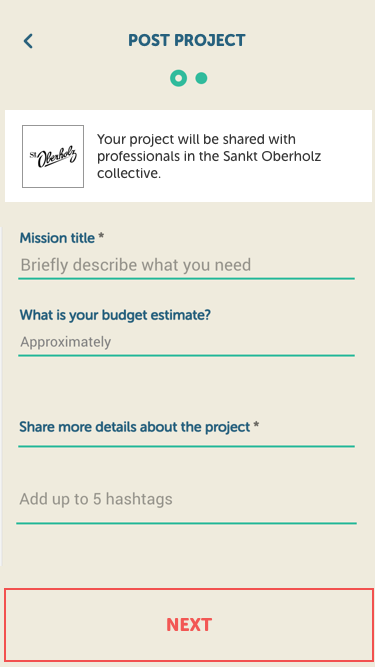 POST PROJECT
St. Oberholz
Your project will be shared with
professionals in the Sankt Oberholz
collective.
Mission title *
Briefly describe what you need
What is your budget estimate?
Approximately
Share more details about the project *
Add up to 5 hashtags
NEXT